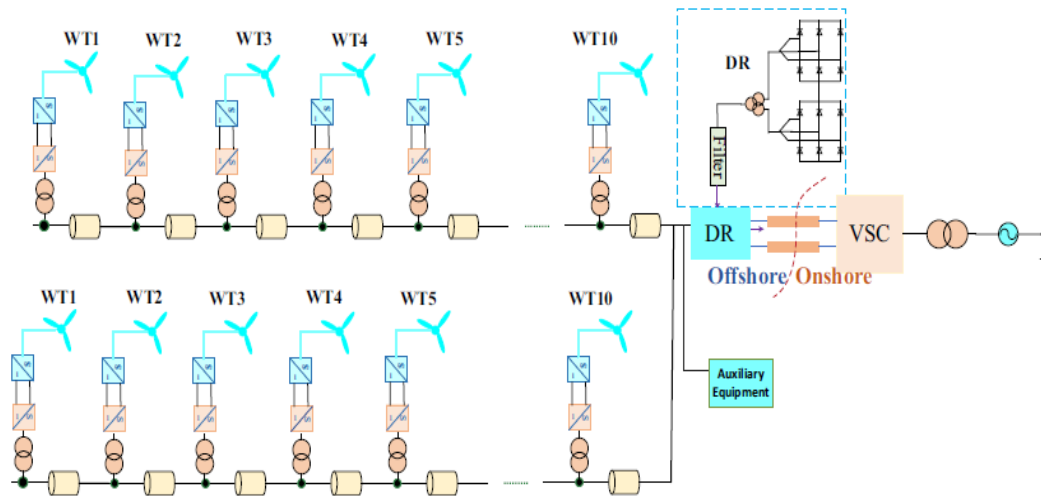 WT1
WT2
WT3
WT4
WT5
WT10
DR
Filter
DR
VSC
Offshore
Onshore
WT1
WT2
WT3
WT4
WT5
WT10
Auxiliary
Equipment